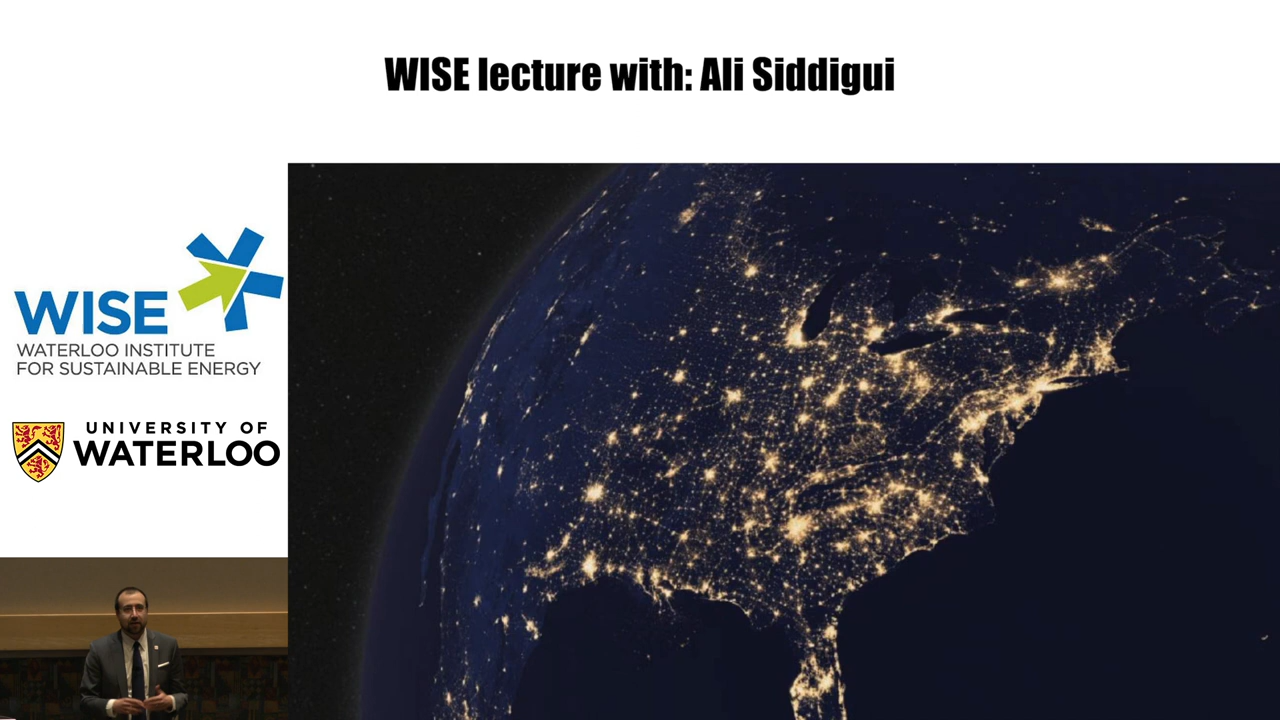 WISE lecture with: Ali Siddigui
WISE
WATERLOO INSTITUTE
FOR SUSTAINABLE ENERGY
UNIVERSITY OF
WATERLOO